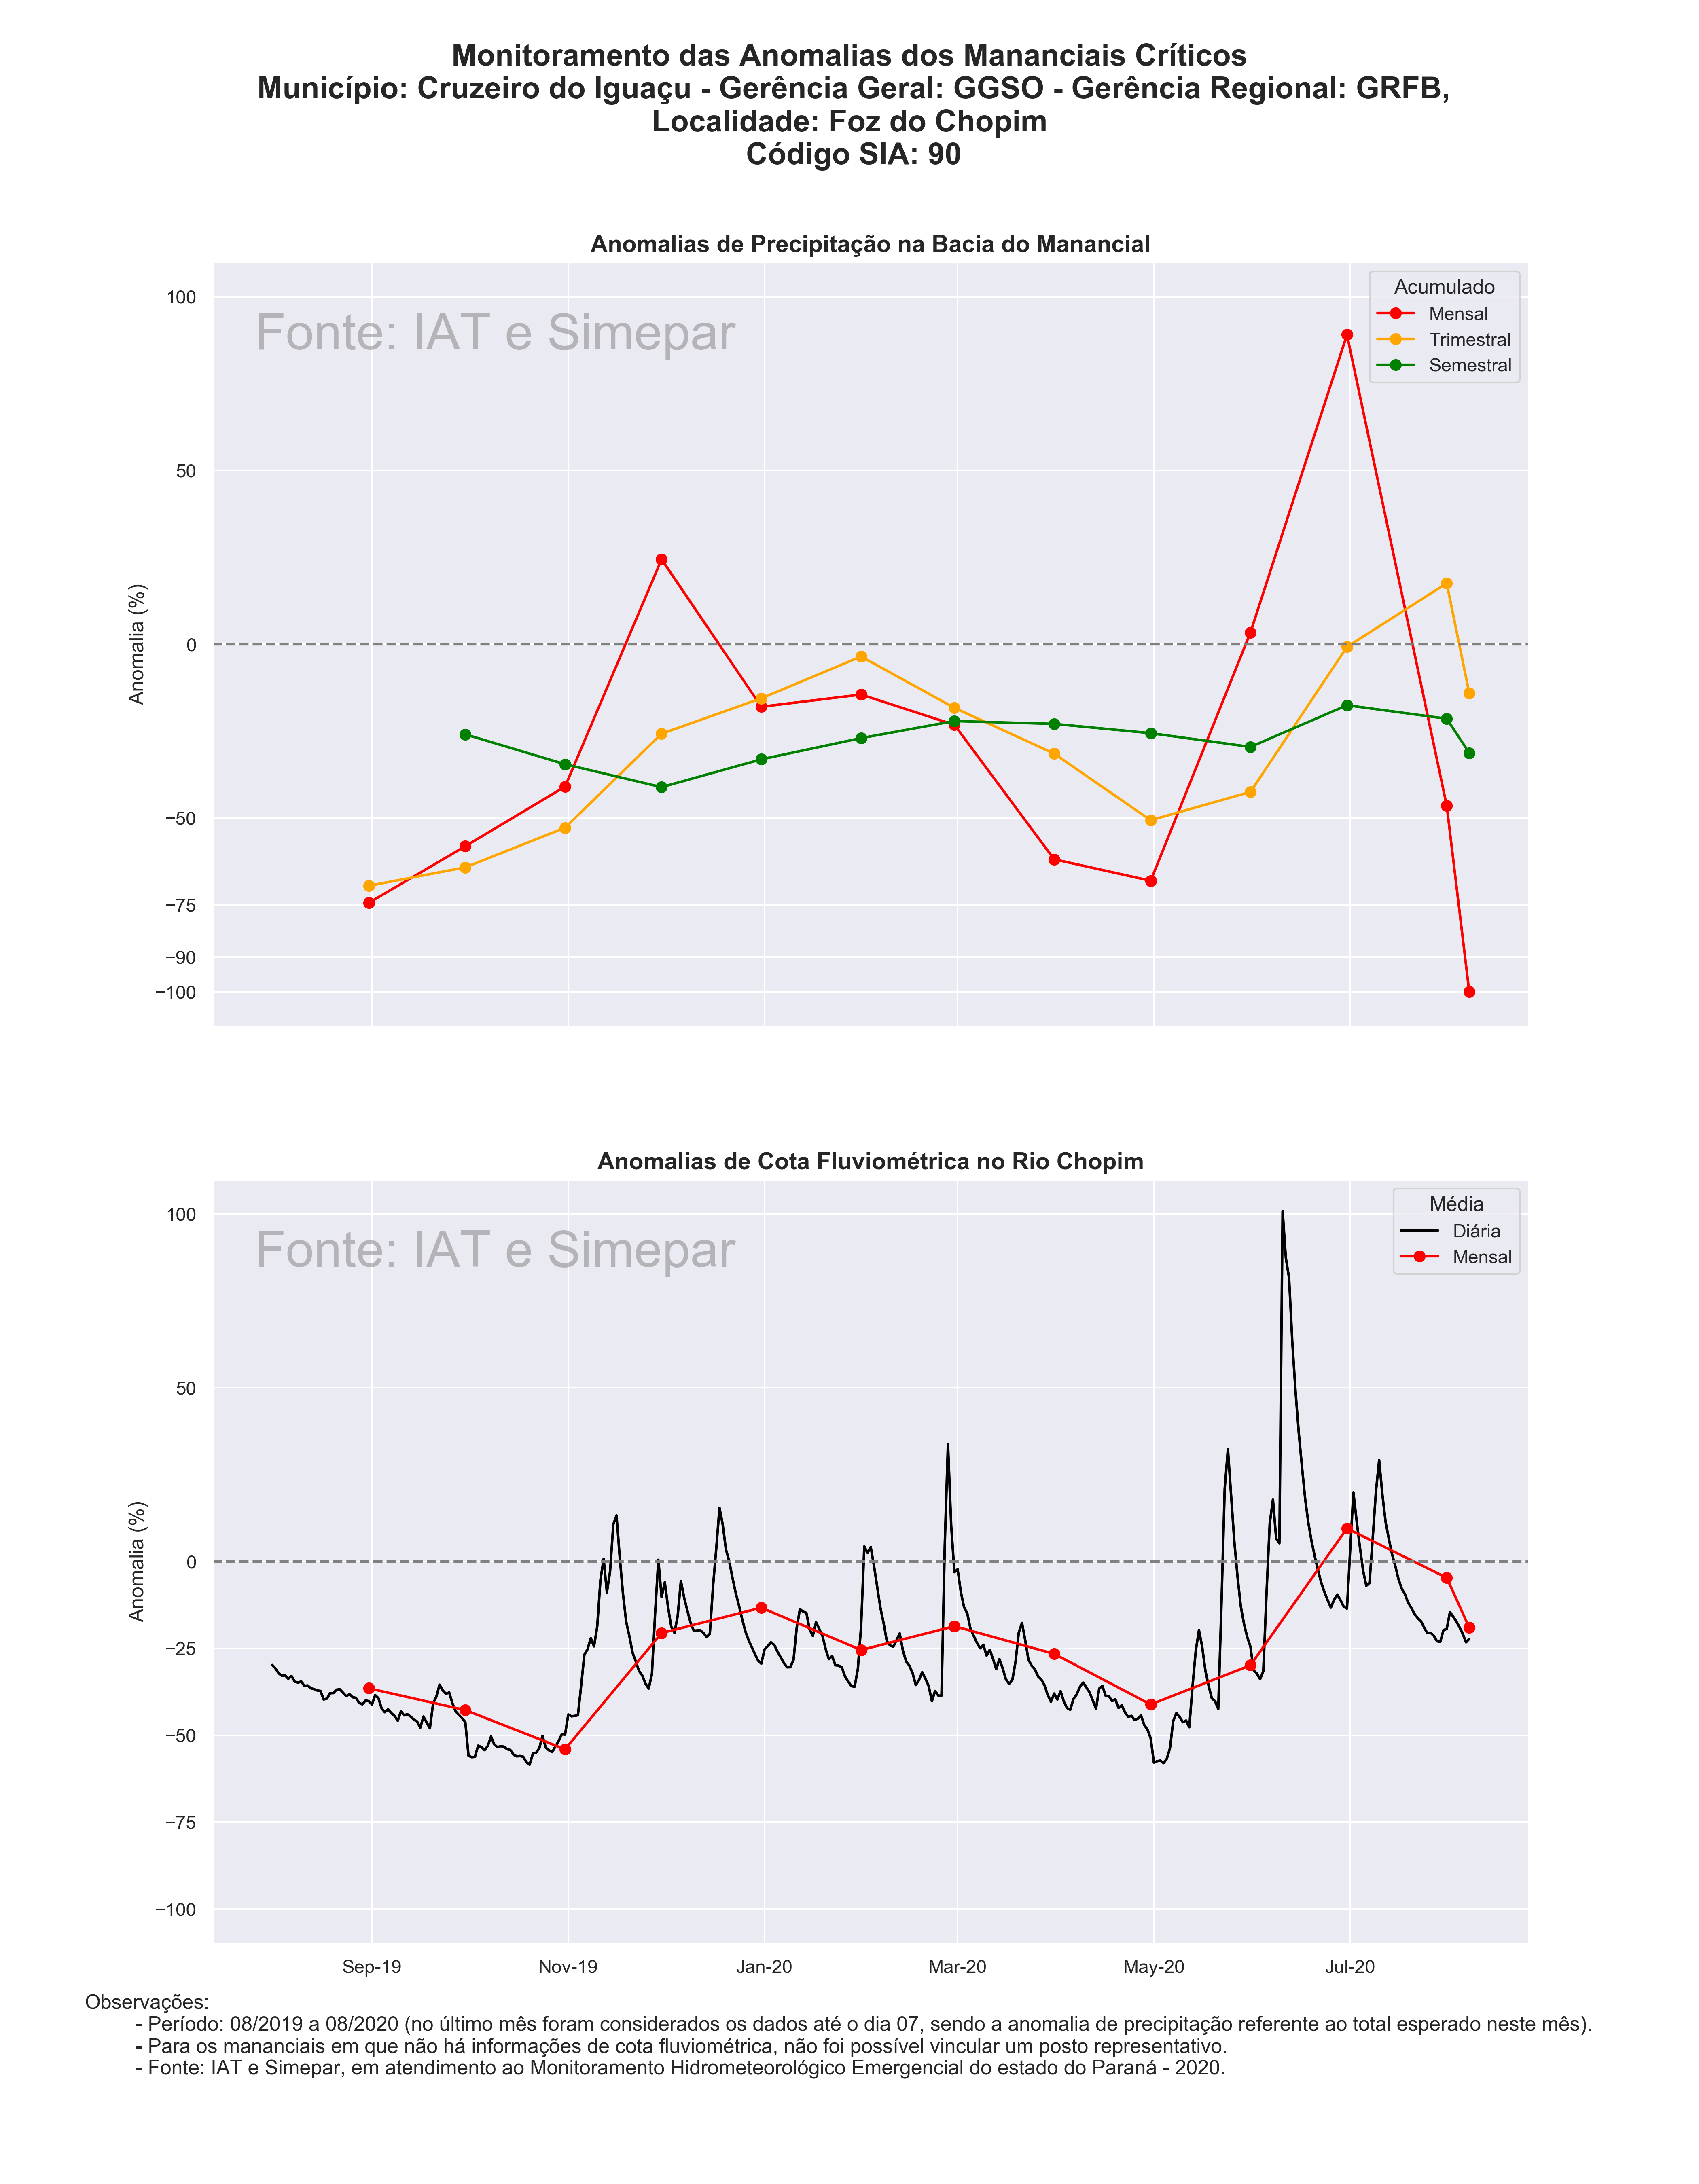 Monitoramento das Anomalias dos Mananciais Críticos
Município: Cruzeiro do Iguaçu - Gerência Geral: GGSO - Gerência Regional: GRFB,
Localidade: Foz do Chopim
Código SIA: 90
Anomalias de Precipitação na Bacia do Manancial
Fonte: IAT e Simepar
Acumulado
Mensal
Trimestral
Semestral
Anomalia (%)
100
50
0
−50
−75
−90
−100
Anomalias de Cota Fluviométrica no Rio Chopim
Fonte: IAT e Simepar
Média
Diária
Mensal
Anomalia (%)
100
50
0
−25
−50
−75
−100
Sep-19 Nov-19 Jan-20 Mar-20 May-20 Jul-20
Observações:
- Período: 08/2019 a 08/2020 (no último mês foram considerados os dados até o dia 07, sendo a anomalia de precipitação referente ao total esperado neste mês).
- Para os mananciais em que não há informações de cota fluviométrica, não foi possível vincular um posto representativo.
- Fonte: IAT e Simepar, em atendimento ao Monitoramento Hidrometeorológico Emergencial do estado do Paraná - 2020.